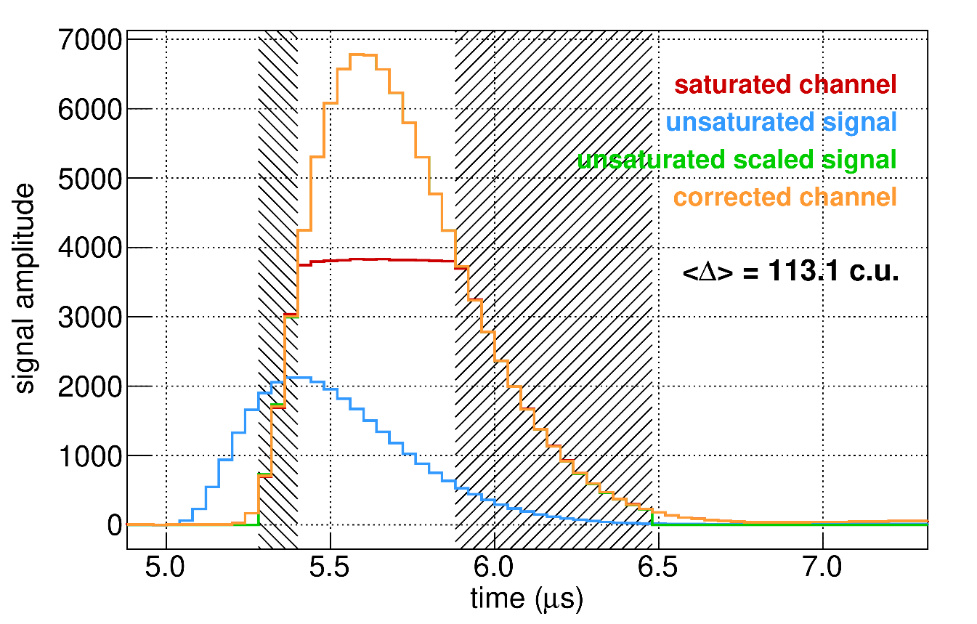 7000
6000
5000
4000
3000
2000
1000
0
signal amplitude
saturated channel
unsaturated signal
unsaturated scaled signal
corrected channel
<Δ> = 113.1 c.u.
5.0 5.5 6.0 6.5 7.0
time (μs)